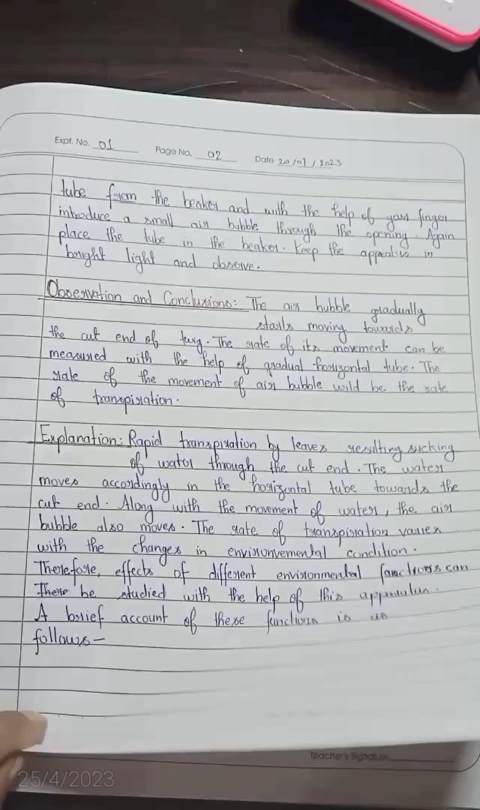 Expt. No. 01 Page No. 02 Date 20/01/2023
tube from the beaker and with the help of your finger
introduce a small air bubble through the opening. Again
place the tube in the beaker. Keep the apparatus in
bright light and observe.
Observation and Conclusions: The air bubble gradually
starts moving towards
the cut end of twig. The rate of its movement can be
measured with the help of gradual horizontal tube. The
rate of the movement of air bubble wild be the rate
of transpiration.
Explanation: Rapid transpiration by leaves resulting sucking
of water through the cut end. The water
moves accordingly in the horizontal tube towards the
cut end. Along with the movement of water, the air
bubble also moves. The rate of transpiration varies
with the changes in environvemental condition.
Therefore, effects of different environmental can
There be studied with the help of this apparatus.
A brief account of these functions is as
follows-
Teacher's Signature
25/4/2023